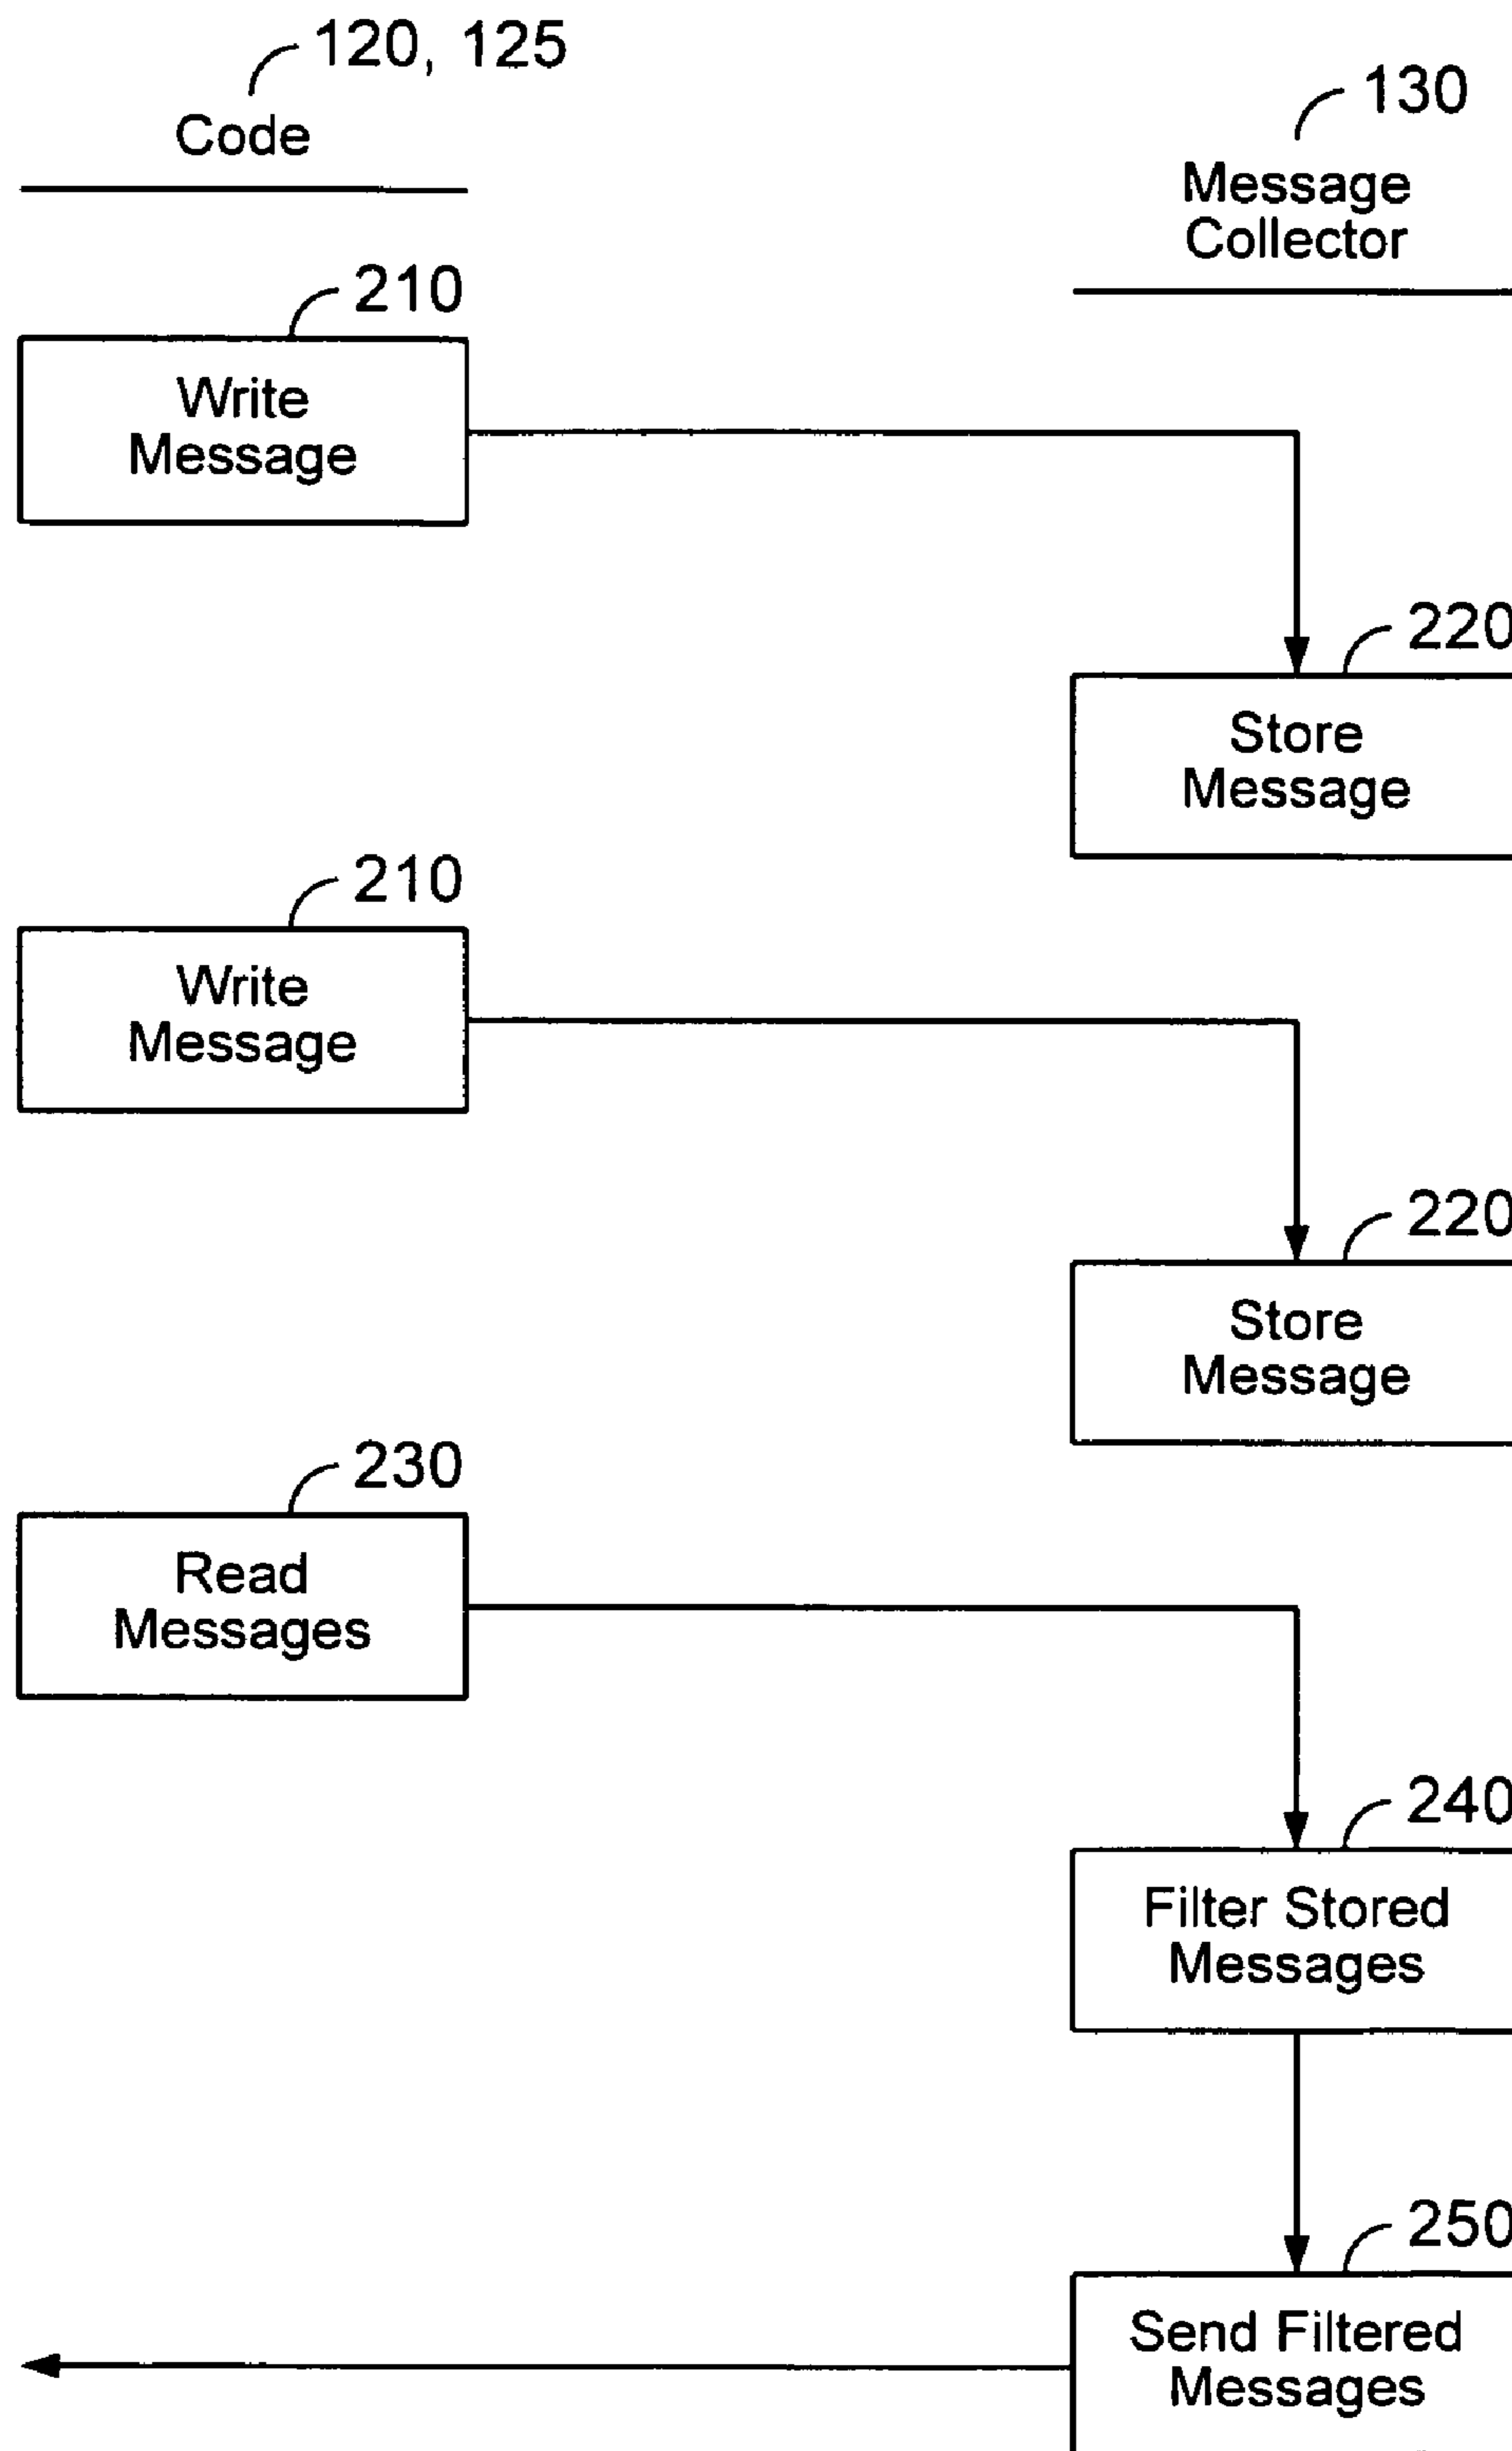 120, 125
Code
130
Message
Collector
210
Write
Message
220
Store
Message
210
Write
Message
220
Store
Message
230
Read
Messages
240
Filter Stored
Messages
250
Send Filtered
Messages